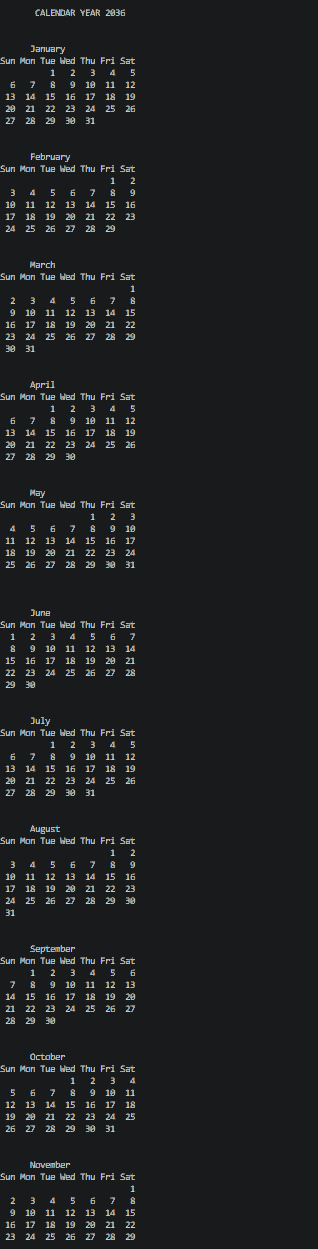 CALENDAR YEAR 2036
January
Sun Mon Tue Wed Thu Fri Sat
1 2 3 4 5
6 7 8 9 10 11 12
13 14 15 16 17 18 19
20 21 22 23 24 25 26
27 28 29 30 31
February
Sun Mon Tue Wed Thu Fri Sat
1 2
3 4 5 6 7 8 9
10 11 12 13 14 15 16
17 18 19 20 21 22 23
24 25 26 27 28 29
March
Sun Mon Tue Wed Thu Fri Sat
1
2 3 4 5 6 7 8
9 10 11 12 13 14 15
16 17 18 19 20 21 22
23 24 25 26 27 28 29
30 31
April
Sun Mon Tue Wed Thu Fri Sat
1 2 3 4 5
6 7 8 9 10 11 12
13 14 15 16 17 18 19
20 21 22 23 24 25 26
27 28 29 30
May
Sun Mon Tue Wed Thu Fri Sat
1 2 3
4 5 6 7 8 9 10
11 12 13 14 15 16 17
18 19 20 21 22 23 24
25 26 27 28 29 30 31
June
Sun Mon Tue Wed Thu Fri Sat
1 2 3 4 5 6 7
8 9 10 11 12 13 14
15 16 17 18 19 20 21
22 23 24 25 26 27 28
29 30
July
Sun Mon Tue Wed Thu Fri Sat
1 2 3 4 5
6 7 8 9 10 11 12
13 14 15 16 17 18 19
20 21 22 23 24 25 26
27 28 29 30 31
August
Sun Mon Tue Wed Thu Fri Sat
1 2
3 4 5 6 7 8 9
10 11 12 13 14 15 16
17 18 19 20 21 22 23
24 25 26 27 28 29 30
31
September
Sun Mon Tue Wed Thu Fri Sat
1 2 3 4 5 6
7 8 9 10 11 12 13
14 15 16 17 18 19 20
21 22 23 24 25 26 27
28 29 30
October
Sun Mon Tue Wed Thu Fri Sat
1 2 3 4
5 6 7 8 9 10 11
12 13 14 15 16 17 18
19 20 21 22 23 24 25
26 27 28 29 30 31
November
Sun Mon Tue Wed Thu Fri Sat
1
2 3 4 5 6 7 8
9 10 11 12 13 14 15
16 17 18 19 20 21 22
23 24 25 26 27 28 29